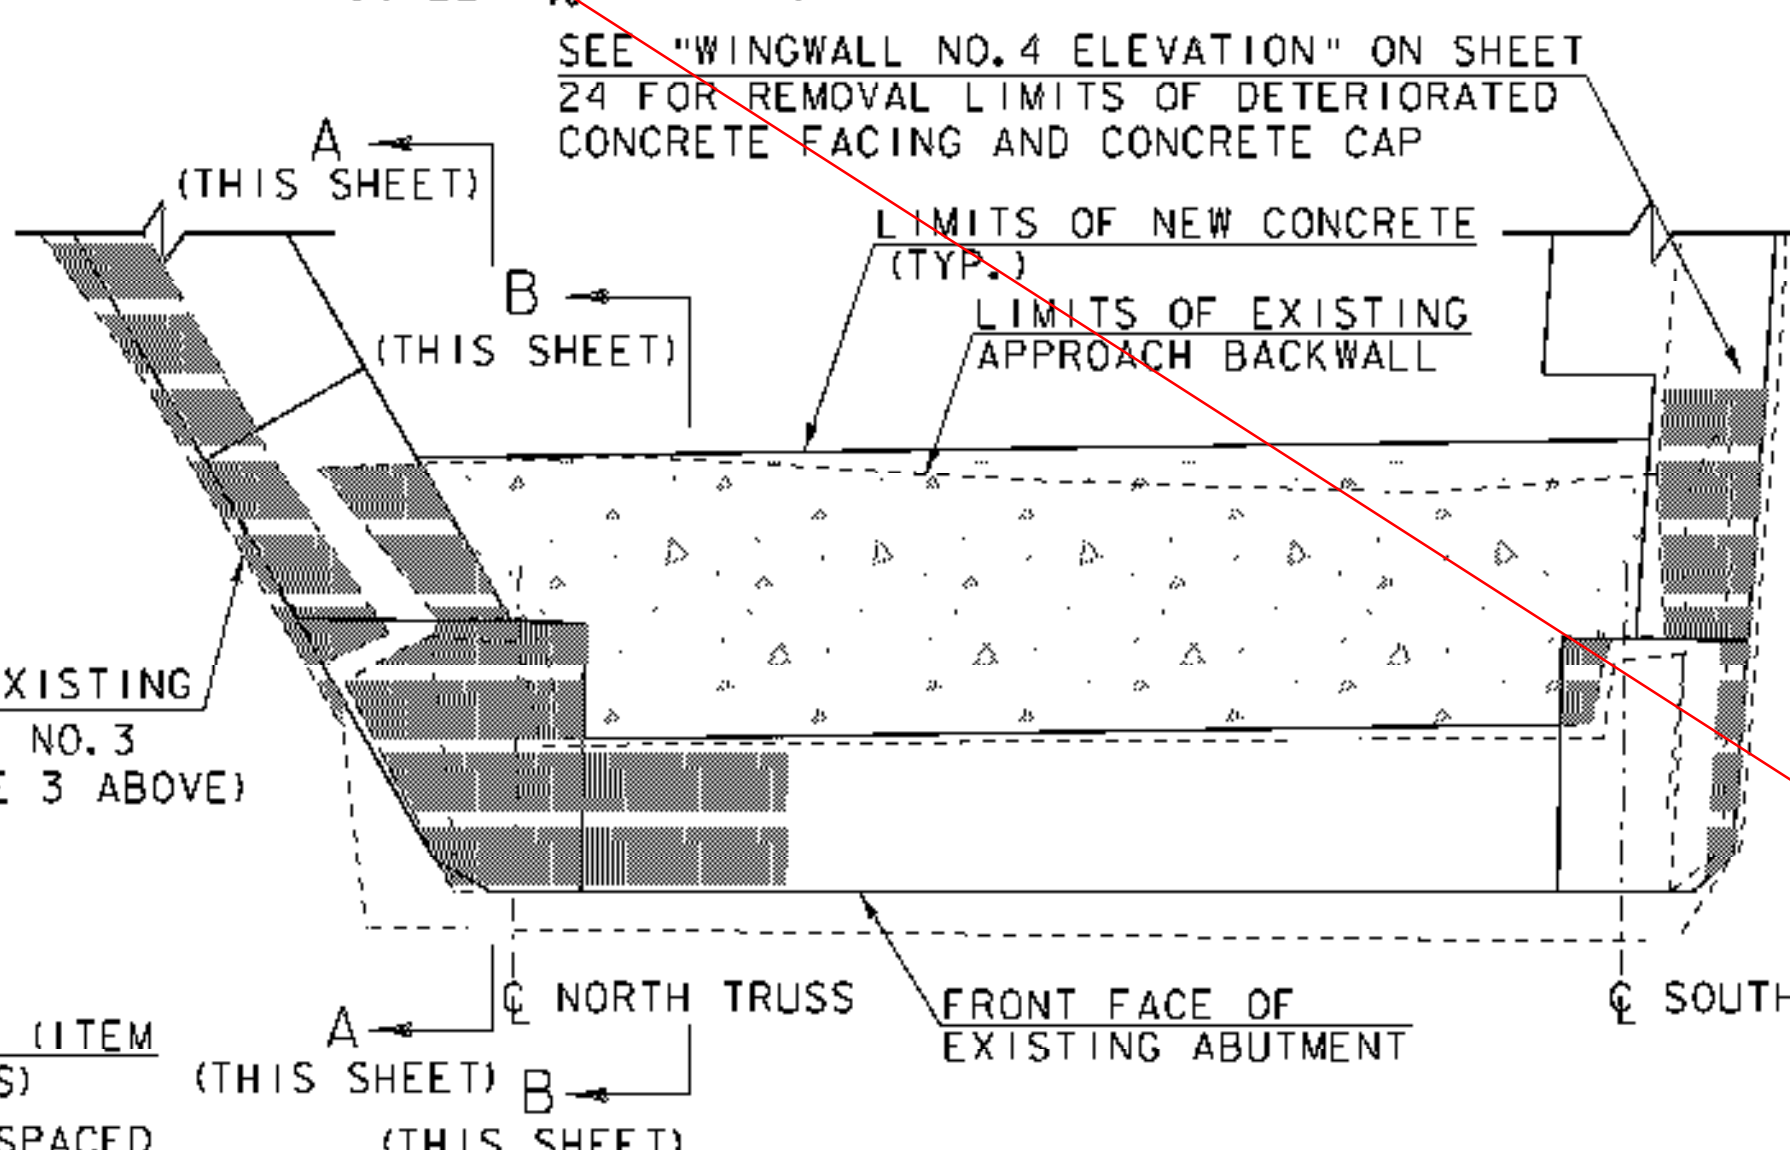 SEE "WINGWALL NO.4 ELEVATION" ON SHEET
24 FOR REMOVAL LIMITS OF DETERIORATED
CONCRETE FACING AND CONCRETE CAP
A
(THIS SHEET)
LIMITS OF NEW CONCRETE
(TYP.)
B
(THIS SHEET)
LIMITS OF EXISTING
APPROACH BACKWALL
XISTING
NO.3
E 3 ABOVE)
℄ NORTH TRUSS
℄ SOUTH
FRONT FACE OF
EXISTING ABUTMENT
A
(THIS SHEET)
(ITEM
S)
B
(THIS SHEET)
SPACED